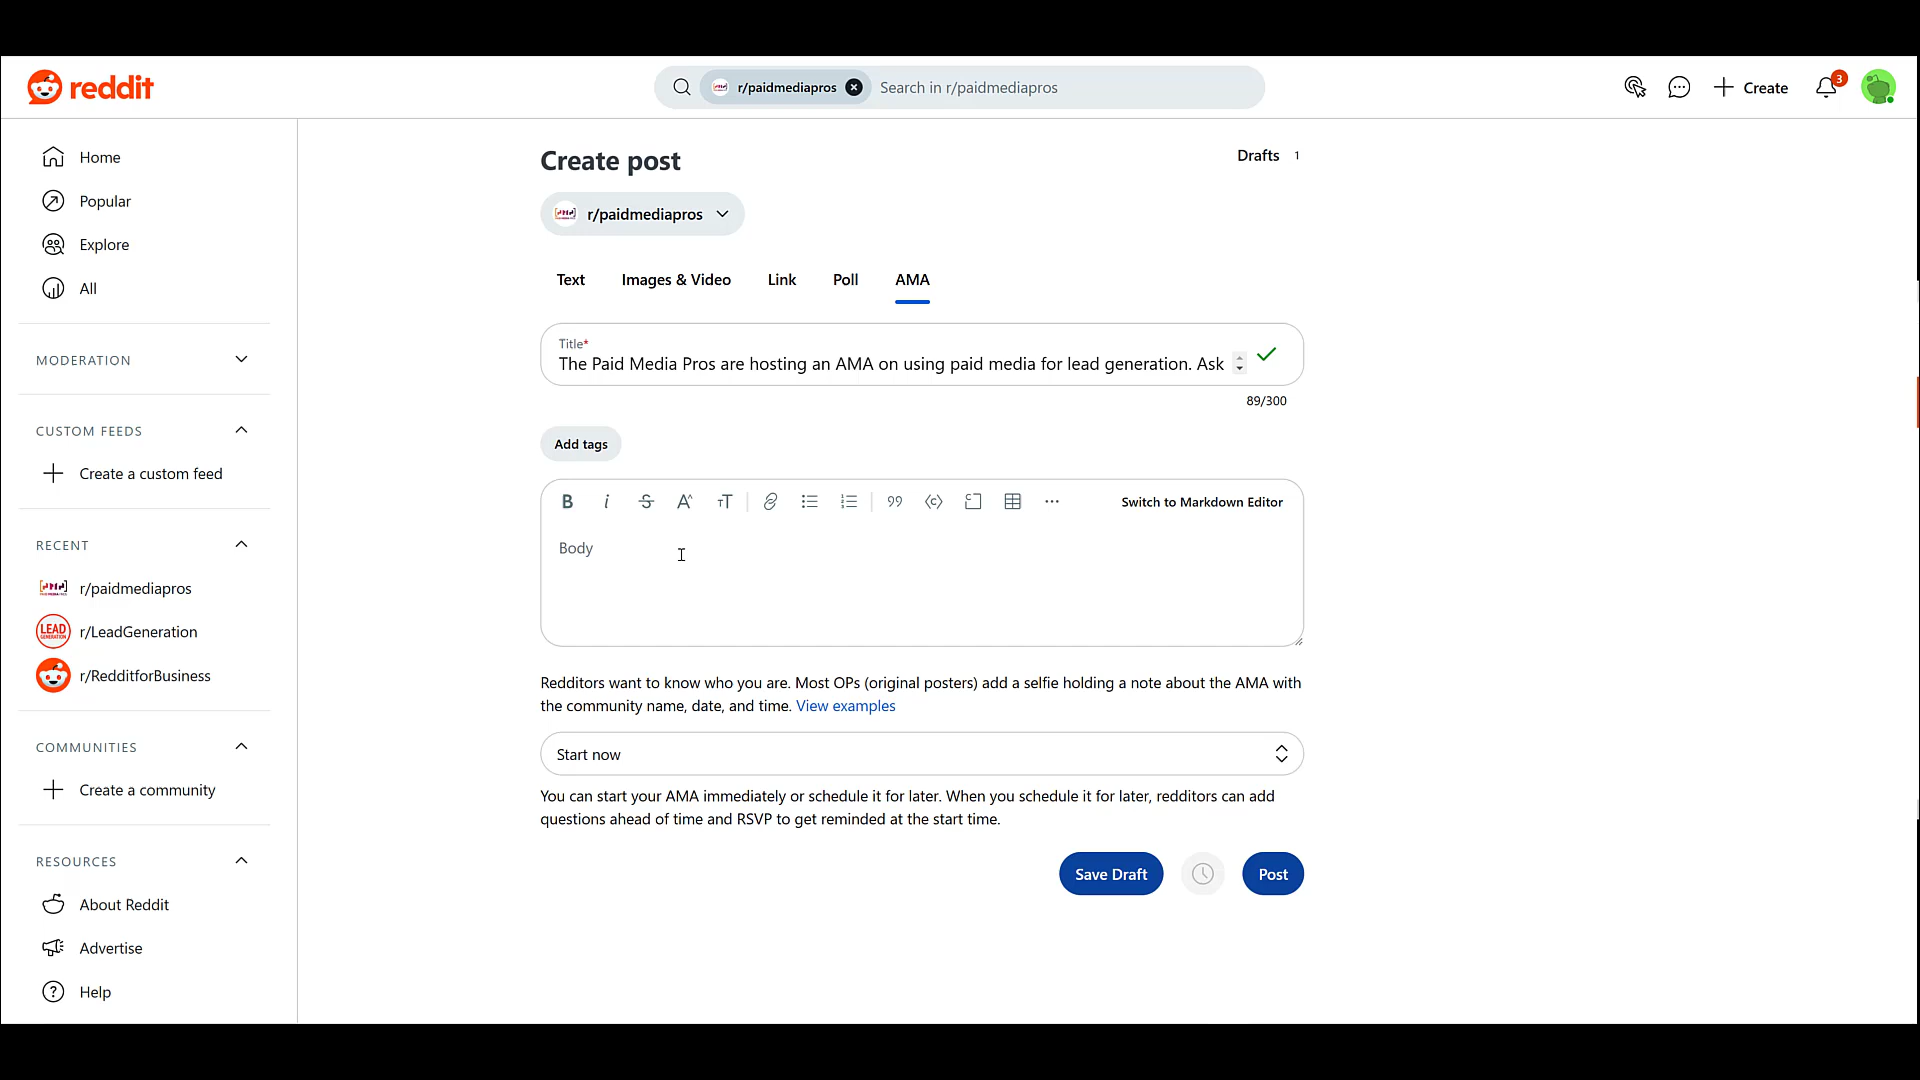 reddit
r/paidmediapros
Search in r/paidmediapros
Create
3
Home
Popular
Explore
All
MODERATION
CUSTOM FEEDS
Create a custom feed
RECENT
r/paidmediapros
LEAD
GENERATION
r/LeadGeneration
r/RedditforBusiness
COMMUNITIES
Create a community
RESOURCES
About Reddit
Advertise
Help
Create post
Drafts 1
r/paidmediapros
Text
Images & Video
Link
Poll
AMA
Title*
The Paid Media Pros are hosting an AMA on using paid media for lead generation. Ask
89/300
Add tags
Switch to Markdown Editor
Body
Redditors want to know who you are. Most OPs (original posters) add a selfie holding a note about the AMA with
the community name, date, and time. View examples
Start now
You can start your AMA immediately or schedule it for later. When you schedule it for later, redditors can add
questions ahead of time and RSVP to get reminded at the start time.
Save Draft
Post